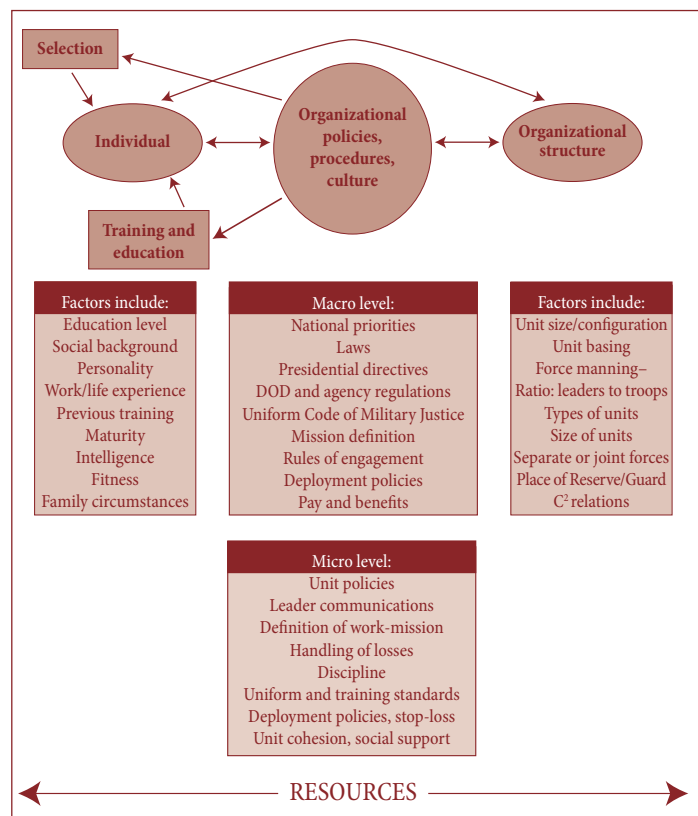 Selection
Individual
Organizational
policies,
procedures,
culture
Organizational
structure
Training and
education
Factors include:
Education level
Social background
Personality
Work/life experience
Previous training
Maturity
Intelligence
Fitness
Family circumstances
Macro level:
National priorities
Laws
Presidential directives
DOD and agency regulations
Uniform Code of Military Justice
Mission definition
Rules of engagement
Deployment policies
Pay and benefits
Factors include:
Unit size/configuration
Unit basing
Force manning–
Ratio: leaders to troops
Types of units
Size of units
Separate or joint forces
Place of Reserve/Guard
C² relations
Micro level:
Unit policies
Leader communications
Definition of work-mission
Handling of losses
Discipline
Uniform and training standards
Deployment policies, stop-loss
Unit cohesion, social support
RESOURCES